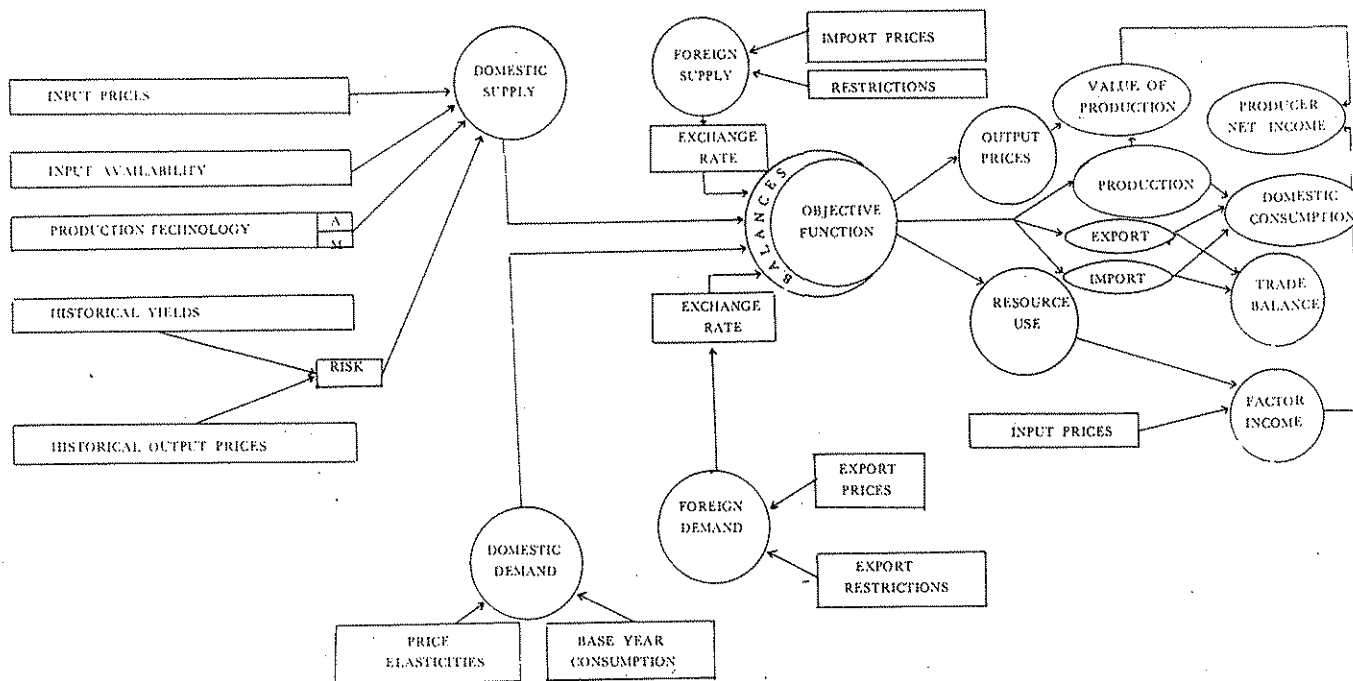 INPUT PRICES
INPUT AVAILABILITY
PRODUCTION TECHNOLOGY
A
M
HISTORICAL YIELDS
RISK
HISTORICAL OUTPUT PRICES
DOMESTIC
SUPPLY
DOMESTIC
DEMAND
PRICE
ELASTICITIES
BASE YEAR
CONSUMPTION
FOREIGN
SUPPLY
IMPORT PRICES
RESTRICTIONS
EXCHANGE
RATE
BALANCES
OBJECTIVE
FUNCTION
EXCHANGE
RATE
FOREIGN
DEMAND
EXPORT
PRICES
EXPORT
RESTRICTIONS
OUTPUT
PRICES
VALUE OF
PRODUCTION
PRODUCER
NET INCOME
PRODUCTION
DOMESTIC
CONSUMPTION
EXPORT
IMPORT
TRADE
BALANCE
RESOURCE
USE
INPUT PRICES
FACTOR
INCOME